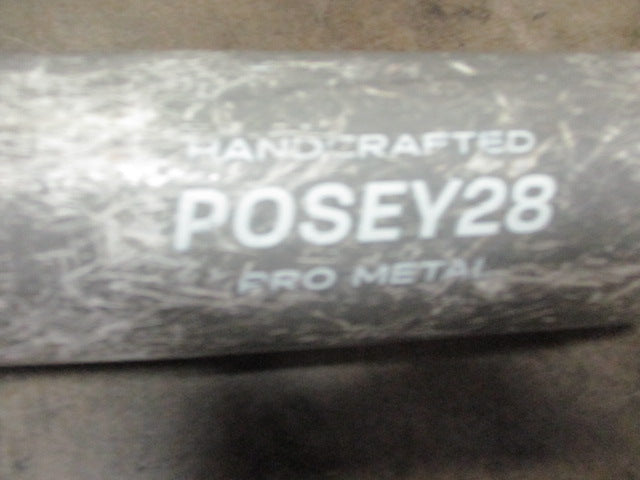 HANDCRAFTED
POSEY28
PRO METAL